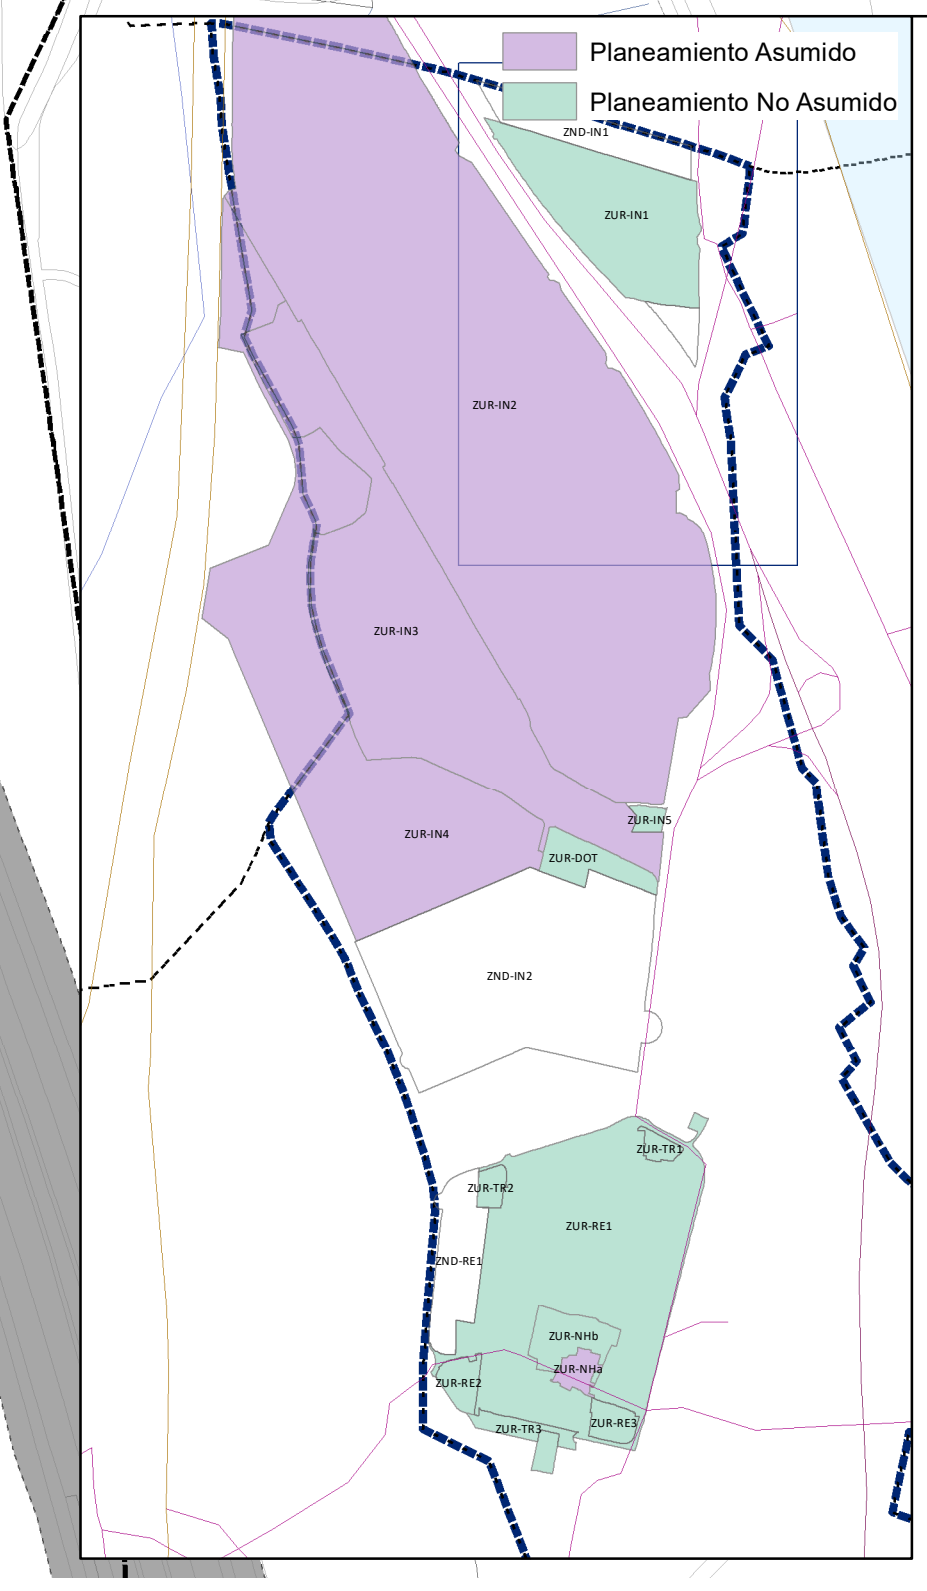 Planeamiento Asumido
Planeamiento No Asumido
ZND-IN1
ZUR-IN1
ZUR-IN2
ZUR-IN3
ZUR-IN5
ZUR-IN4
ZUR-DOT
ZND-IN2
ZUR-TR1
ZUR-TR2
ZUR-RE1
ZND-RE1
ZUR-NHb
ZUR-NHa
ZUR-RE2
ZUR-RE3
ZUR-TR3